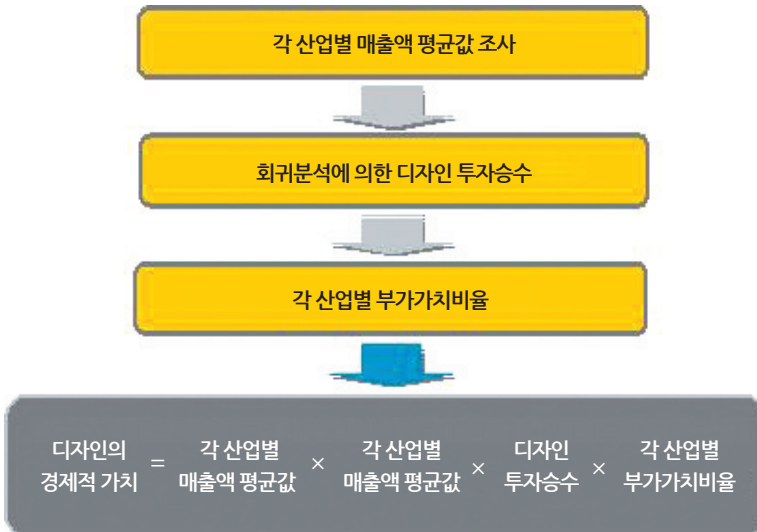 각 산업별 매출액 평균값 조사
회귀분석에 의한 디자인 투자승수
각 산업별 부가가치비율
디자인의 경제적 가치 = 각 산업별 매출액 평균값 × 각 산업별 매출액 평균값 × 디자인 투자승수 × 각 산업별 부가가치비율